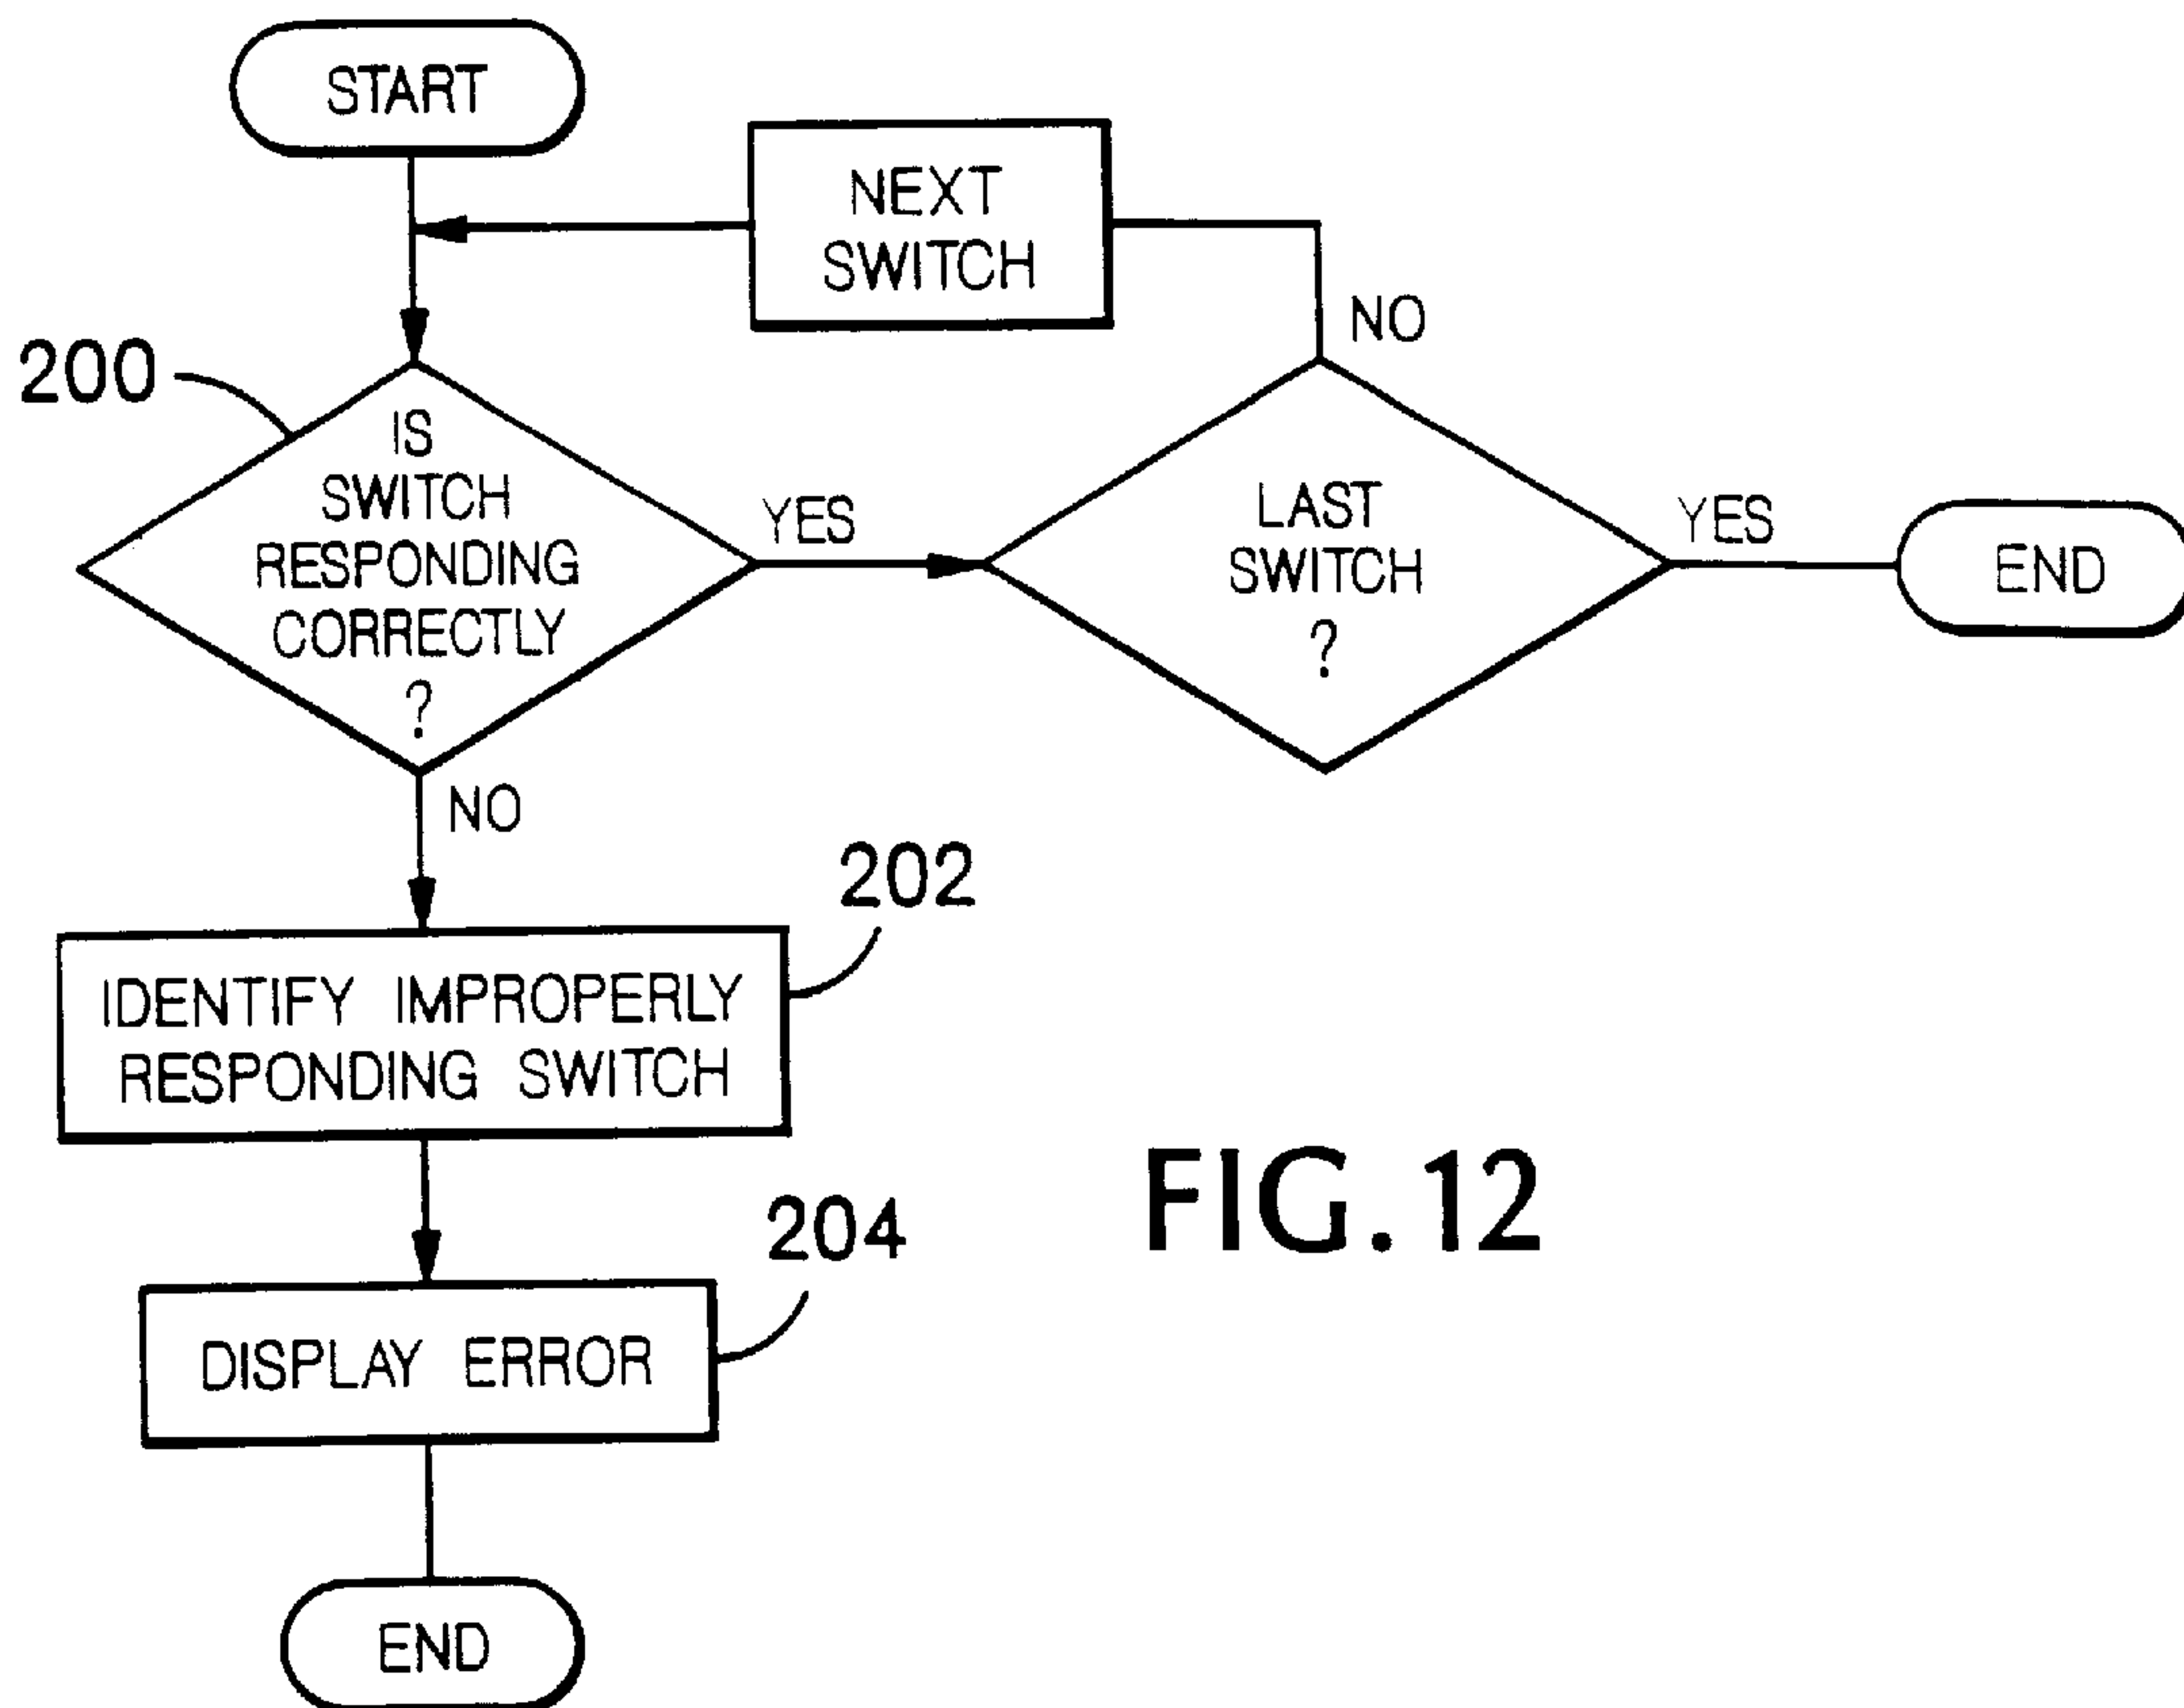 START
NEXT
SWITCH
NO
200
IS
SWITCH
RESPONDING
CORRECTLY
?
YES
LAST
SWITCH
?
YES
END
NO
202
IDENTIFY IMPROPERLY
RESPONDING SWITCH
204
DISPLAY ERROR
FIG.12
END